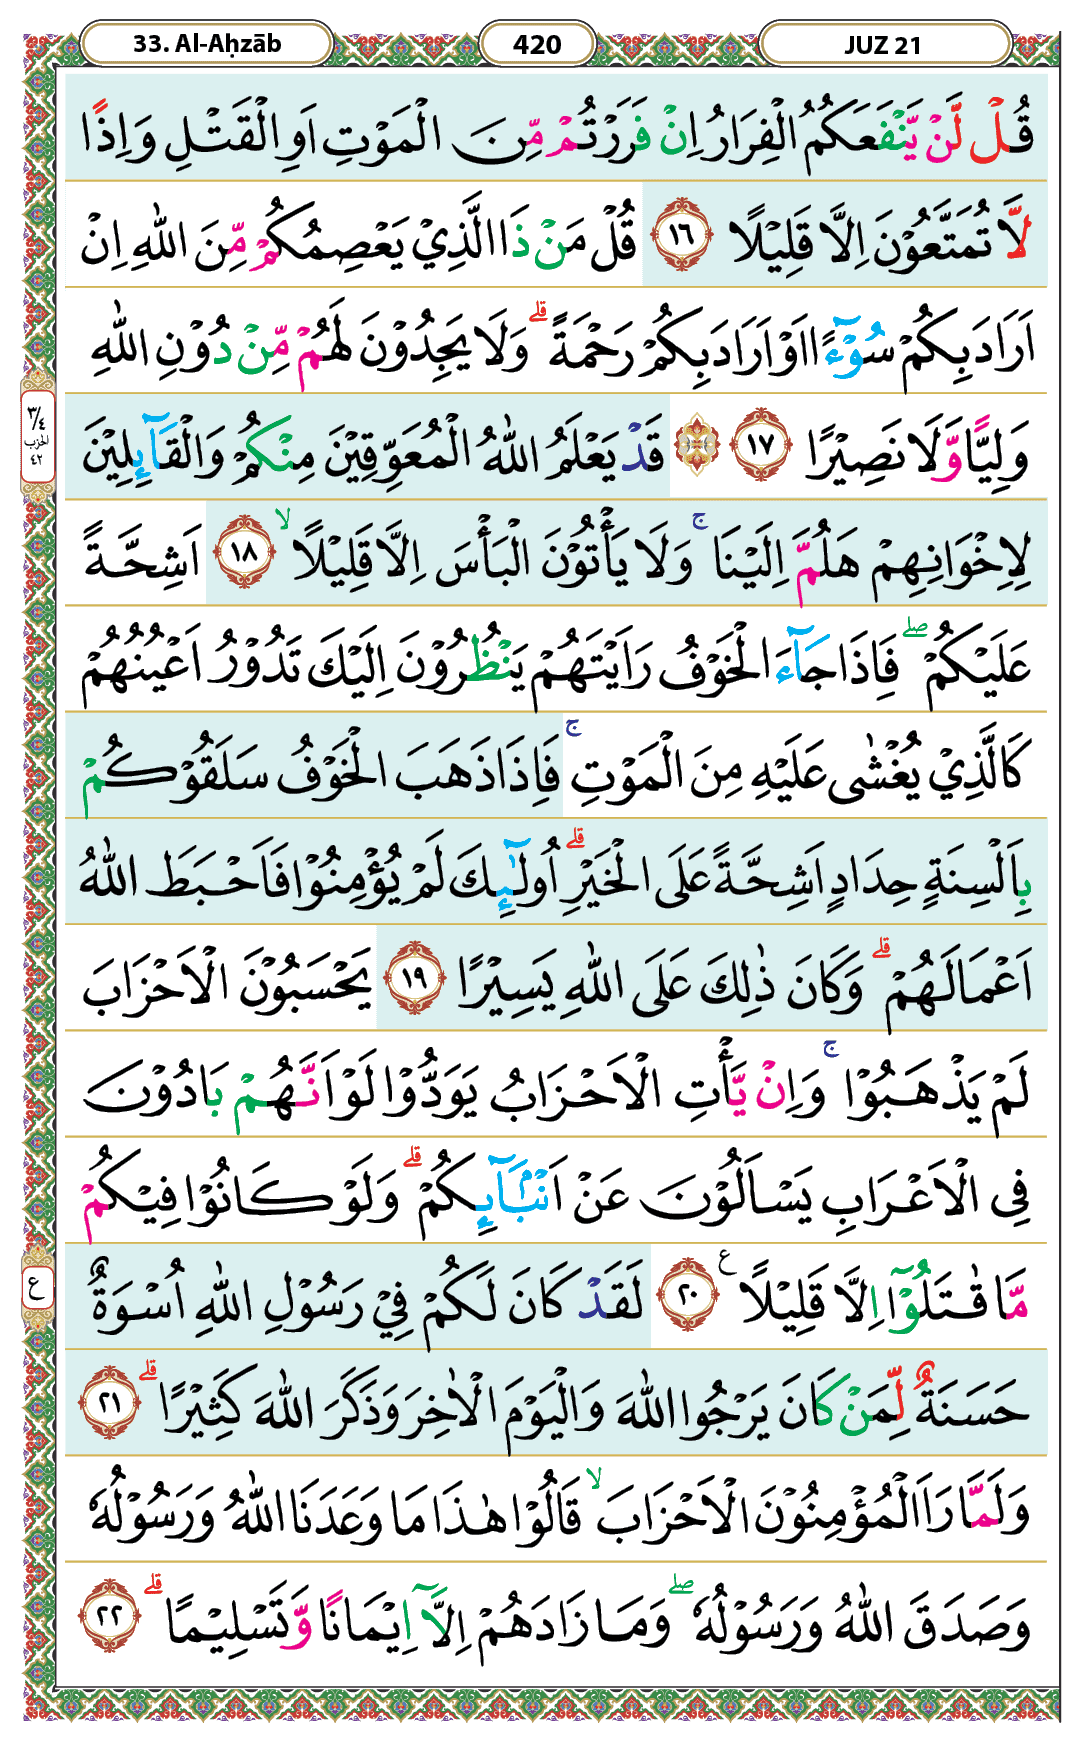 33. Al-Aḥzāb
420
JUZ 21
قُلْ لَّنْ يَّنْفَعَكُمُ الْفِرَارُ اِنْ فَرَرْتُمْ مِّنَ الْمَوْتِ اَوِ الْقَتْلِ وَاِذًا
لَّا تُمَتَّعُوْنَ اِلَّا قَلِيْلًا ١٦ قُلْ مَنْ ذَا الَّذِيْ يَعْصِمُكُمْ مِّنَ اللّٰهِ اِنْ
اَرَادَ بِكُمْ سُوْۤءًا اَوْ اَرَادَ بِكُمْ رَحْمَةً ۗ وَلَا يَجِدُوْنَ لَهُمْ مِّنْ دُوْنِ اللّٰهِ
وَلِيًّا وَّلَا نَصِيْرًا ١٧ ۞ قَدْ يَعْلَمُ اللّٰهُ الْمُعَوِّقِيْنَ مِنْكُمْ وَالْقَاۤىِٕلِيْنَ
لِاِخْوَانِهِمْ هَلُمَّ اِلَيْنَا ۚ وَلَا يَأْتُوْنَ الْبَأْسَ اِلَّا قَلِيْلًا ۙ ١٨ اَشِحَّةً
عَلَيْكُمْ ۖ فَاِذَا جَاۤءَ الْخَوْفُ رَاَيْتَهُمْ يَنْظُرُوْنَ اِلَيْكَ تَدُوْرُ اَعْيُنُهُمْ
كَالَّذِيْ يُغْشٰى عَلَيْهِ مِنَ الْمَوْتِ ۚ فَاِذَا ذَهَبَ الْخَوْفُ سَلَقُوْكُمْ
بِاَلْسِنَةٍ حِدَادٍ اَشِحَّةً عَلَى الْخَيْرِ ۗ اُولٰۤىِٕكَ لَمْ يُؤْمِنُوْا فَاَحْبَطَ اللّٰهُ
اَعْمَالَهُمْ ۗ وَكَانَ ذٰلِكَ عَلَى اللّٰهِ يَسِيْرًا ١٩ يَحْسَبُوْنَ الْاَحْزَابَ
لَمْ يَذْهَبُوْا ۚ وَاِنْ يَّأْتِ الْاَحْزَابُ يَوَدُّوْا لَوْ اَنَّهُمْ بَادُوْنَ
فِى الْاَعْرَابِ يَسْاَلُوْنَ عَنْ اَنْۢبَاۤىِٕكُمْ ۗ وَلَوْ كَانُوْا فِيْكُمْ
مَّا قٰتَلُوْٓا اِلَّا قَلِيْلًا ࣖ ٢٠ لَقَدْ كَانَ لَكُمْ فِيْ رَسُوْلِ اللّٰهِ اُسْوَةٌ
حَسَنَةٌ لِّمَنْ كَانَ يَرْجُوا اللّٰهَ وَالْيَوْمَ الْاٰخِرَ وَذَكَرَ اللّٰهَ كَثِيْرًا ۗ ٢١
وَلَمَّا رَاَ الْمُؤْمِنُوْنَ الْاَحْزَابَ ۙ قَالُوْا هٰذَا مَا وَعَدَنَا اللّٰهُ وَرَسُوْلُهٗ
وَصَدَقَ اللّٰهُ وَرَسُوْلُهٗ ۖ وَمَا زَادَهُمْ اِلَّآ اِيْمَانًا وَّتَسْلِيْمًا ۗ ٢٢
٣/٤
الحزب
٤٢
ع